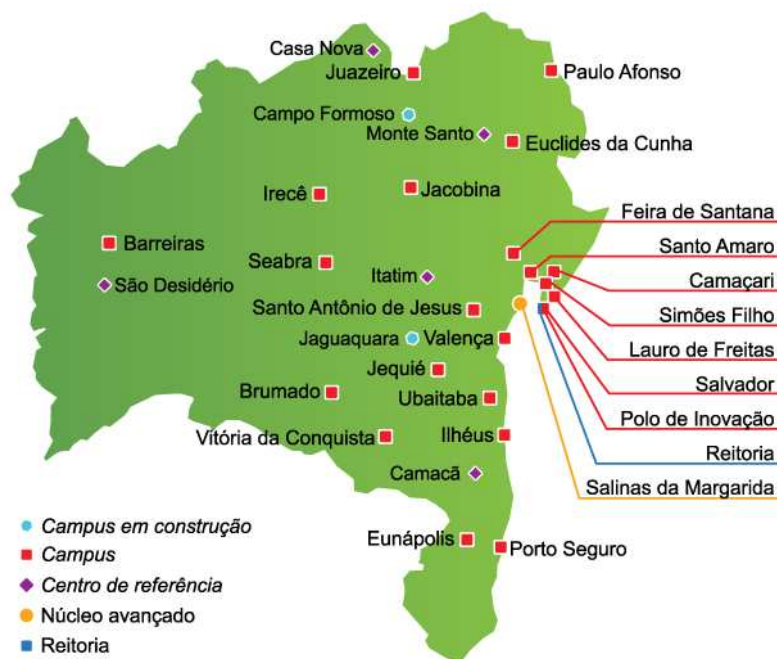 Casa Nova
Juazeiro
Paulo Afonso
Campo Formoso
Monte Santo
Euclides da Cunha
Irecê
Jacobina
Feira de Santana
Barreiras
Santo Amaro
Seabra
Itatim
Camaçari
São Desidério
Santo Antônio de Jesus
Simões Filho
Jaguaquara
Valença
Lauro de Freitas
Jequié
Salvador
Brumado
Ubaitaba
Polo de Inovação
Vitória da Conquista
Ilhéus
Reitoria
Camacã
Salinas da Margarida
Campus em construção
Campus
Eunápolis
Porto Seguro
Centro de referência
Núcleo avançado
Reitoria